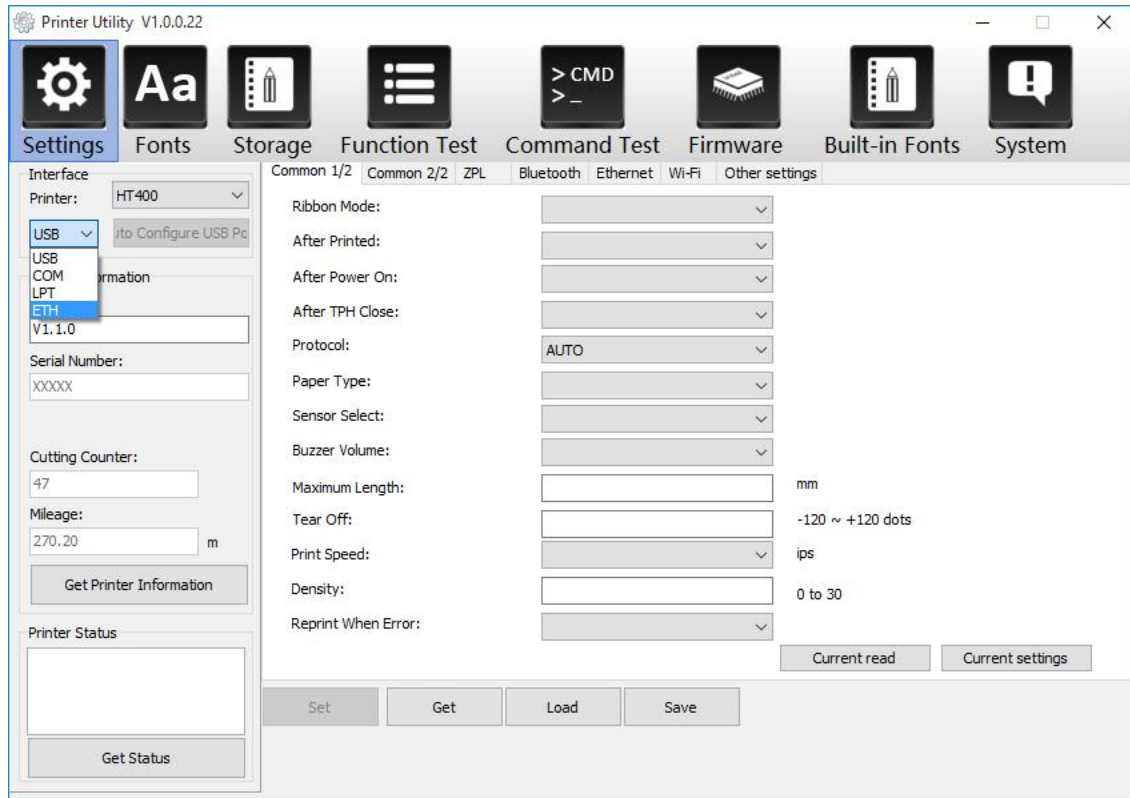 Printer Utility V1.0.0.22
Aa
> CMD
> _
Settings Fonts Storage Function Test Command Test Firmware Built-in Fonts System
Interface
Printer: HT400
USB
USB
COM
LPT
ETH
V1.1.0
Serial Number:
XXXXX
Cutting Counter:
47
Mileage:
270.20 m
Get Printer Information
Printer Status
Get Status
Common 1/2 Common 2/2 ZPL Bluetooth Ethernet Wi-Fi Other settings
Ribbon Mode:
After Printed:
After Power On:
After TPH Close:
Protocol: AUTO
Paper Type:
Sensor Select:
Buzzer Volume:
Maximum Length: mm
Tear Off: -120 ~ +120 dots
Print Speed: ips
Density: 0 to 30
Reprint When Error:
Current read Current settings
Set Get Load Save